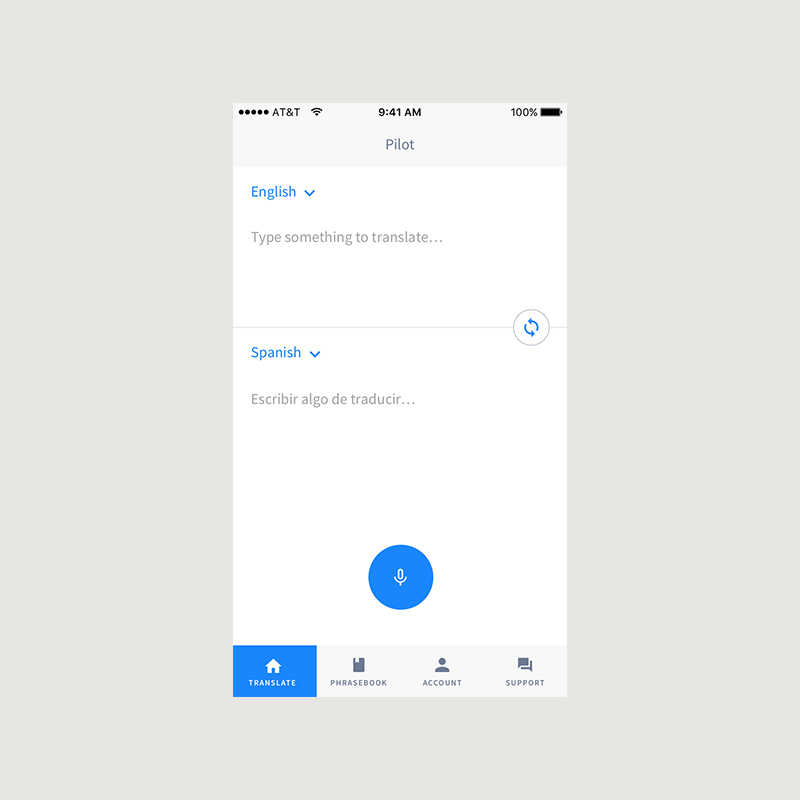 AT&T 9:41 AM 100%
Pilot
English
Type something to translate…
Spanish
Escribir algo de traducir…
TRANSLATE PHRASEBOOK ACCOUNT SUPPORT